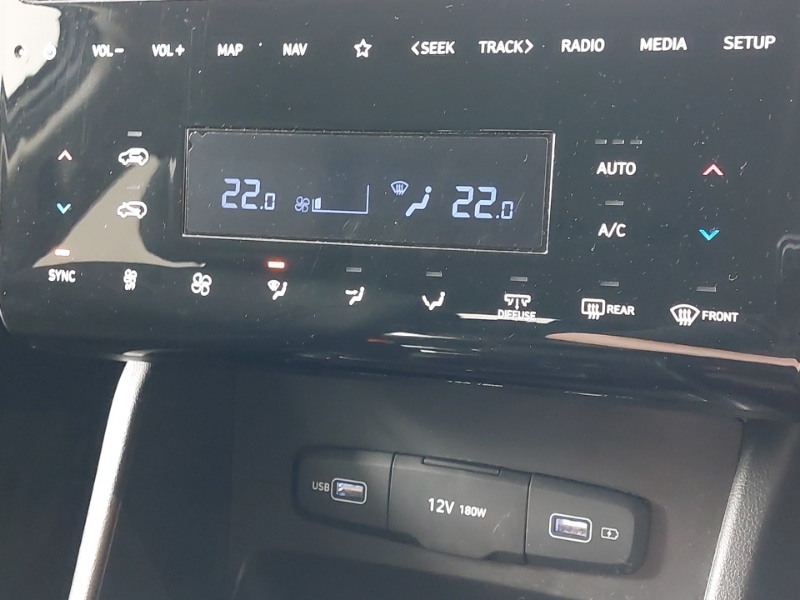 VOL- VOL+ MAP NAV <SEEK TRACK> RADIO MEDIA SETUP
AUTO
22.0 22.0
A/C
SYNC OFF DIFFUSE REAR FRONT
USB 12V 180W